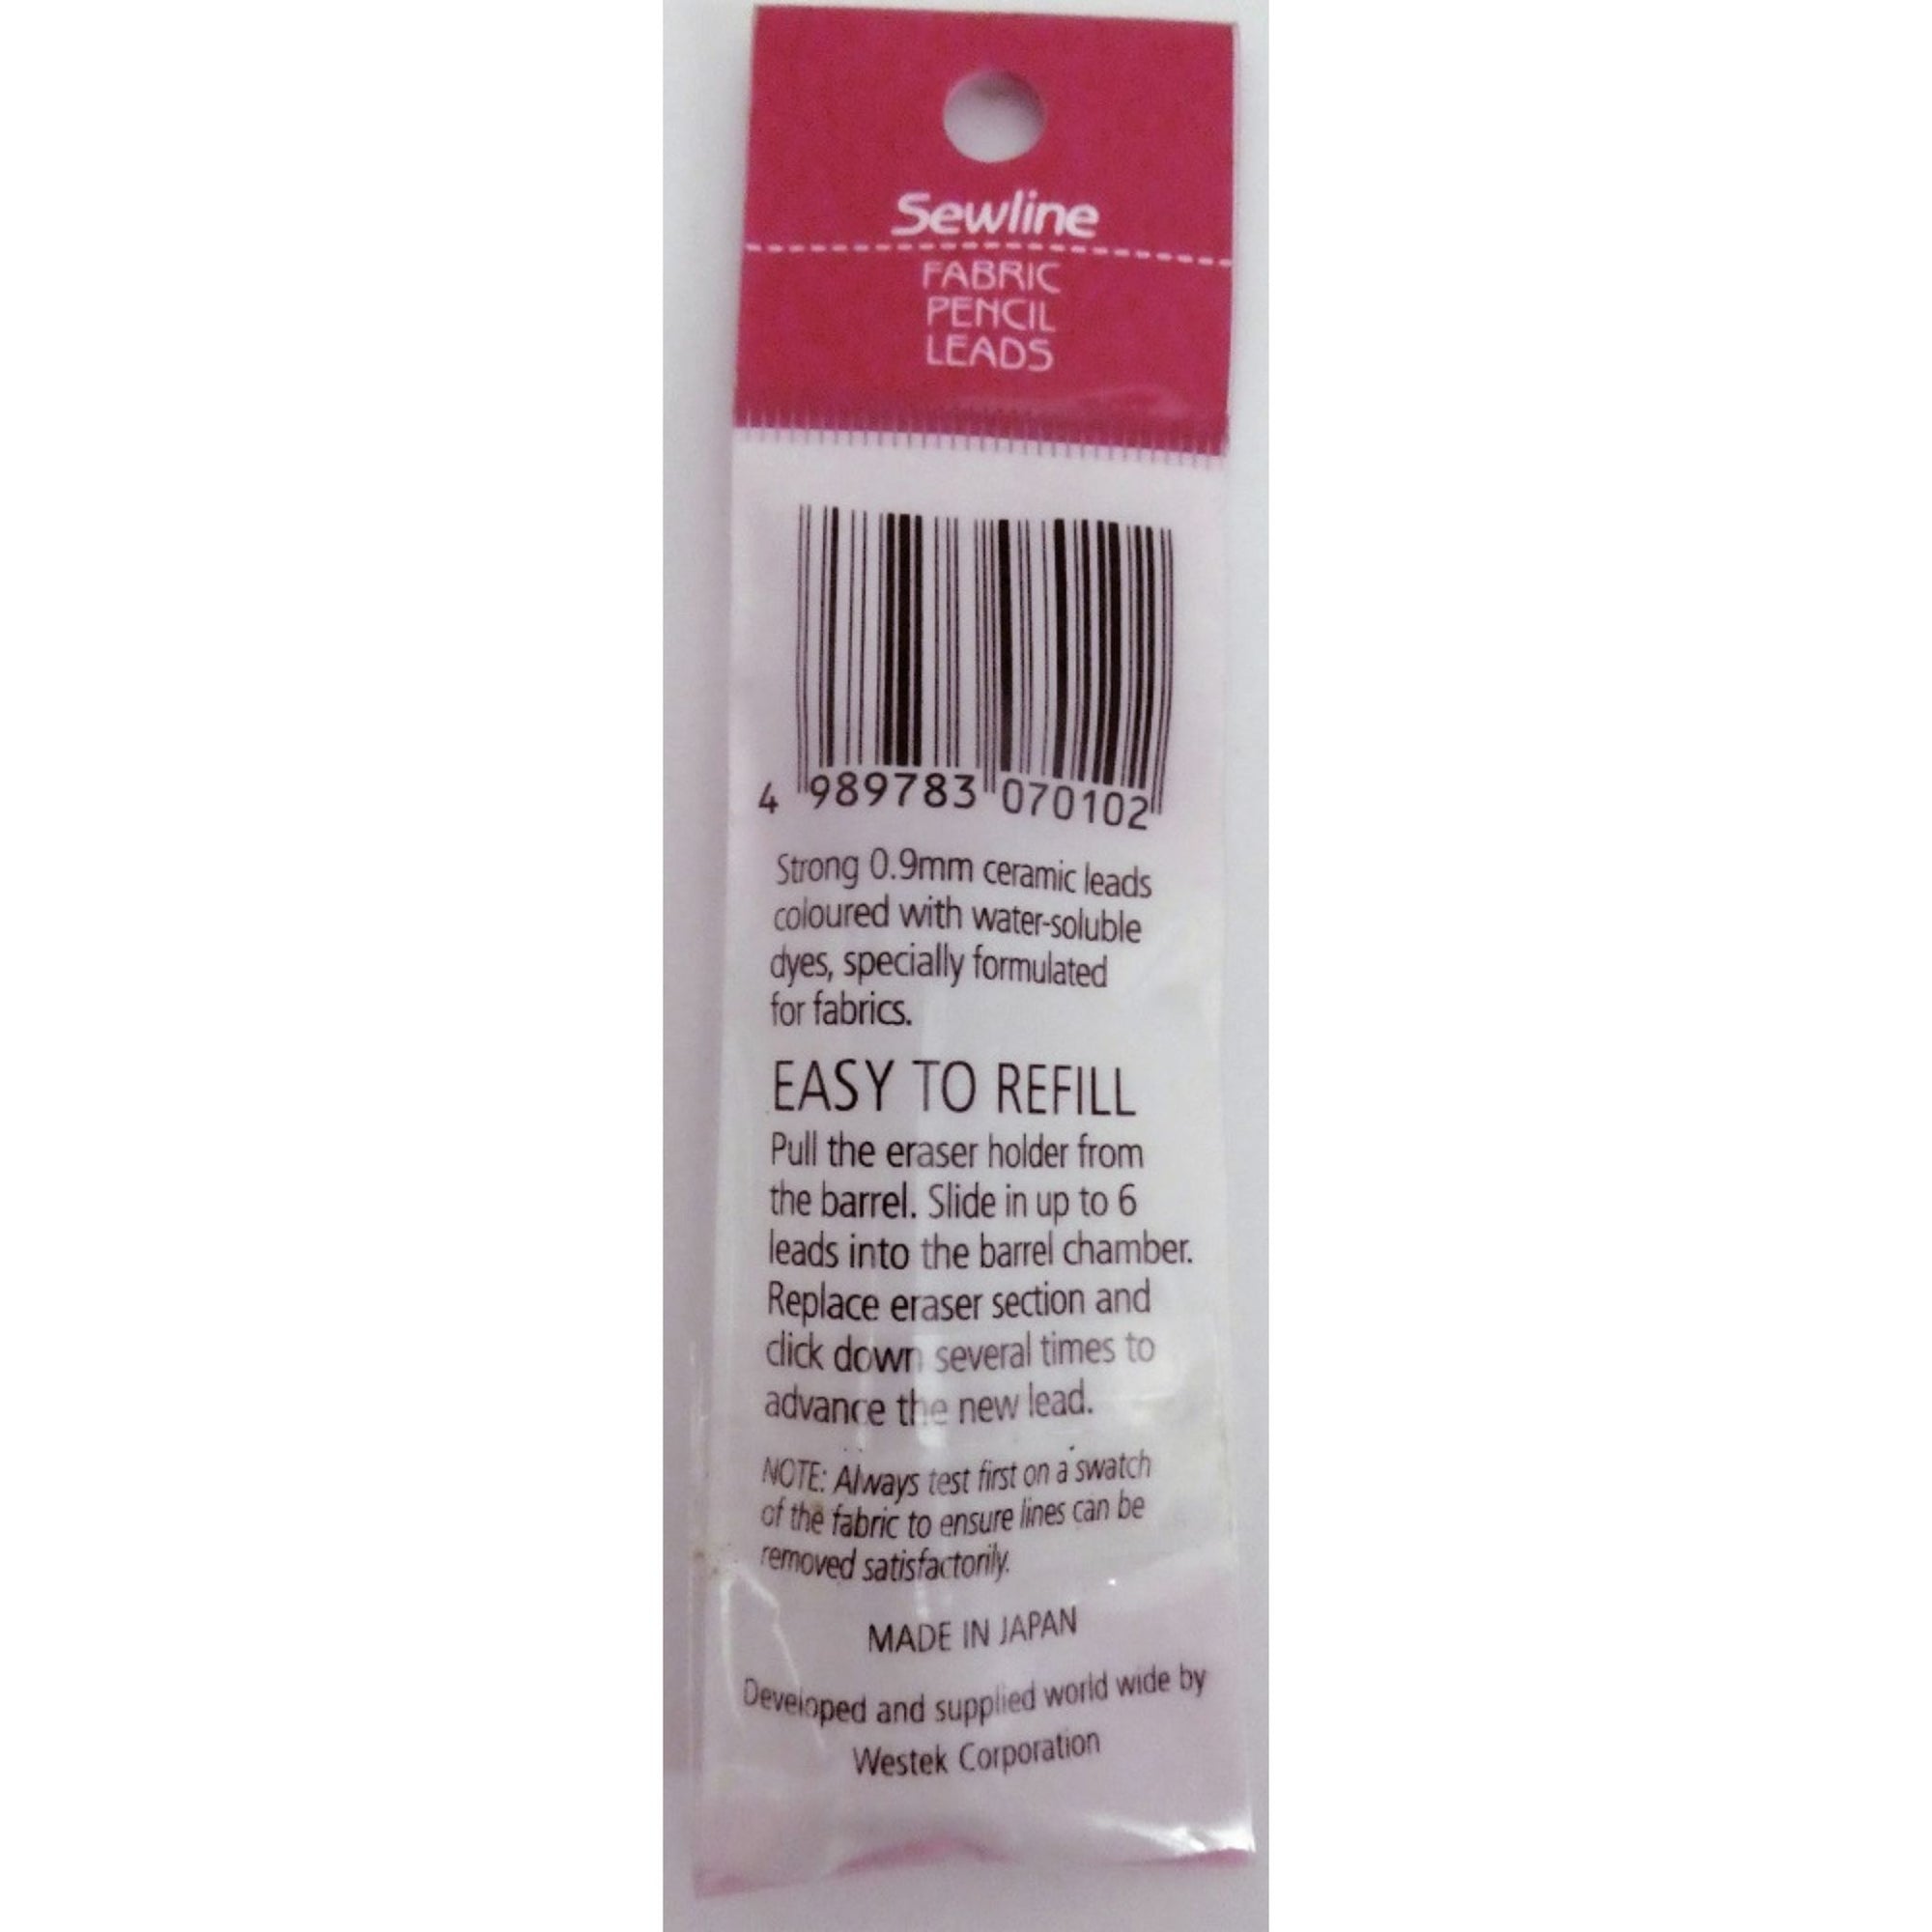 Sewline
FABRIC
PENCIL
LEADS
4 989783 070102
Strong 0.9mm ceramic leads
coloured with water-soluble
dyes, specially formulated
for fabrics.
EASY TO REFILL
Pull the eraser holder from
the barrel. Slide in up to 6
leads into the barrel chamber.
Replace eraser section and
click down several times to
advance the new lead.
NOTE: Always test first on a swatch
of the fabric to ensure lines can be
removed satisfactorily.
MADE IN JAPAN
Developed and supplied world wide by
Westek Corporation